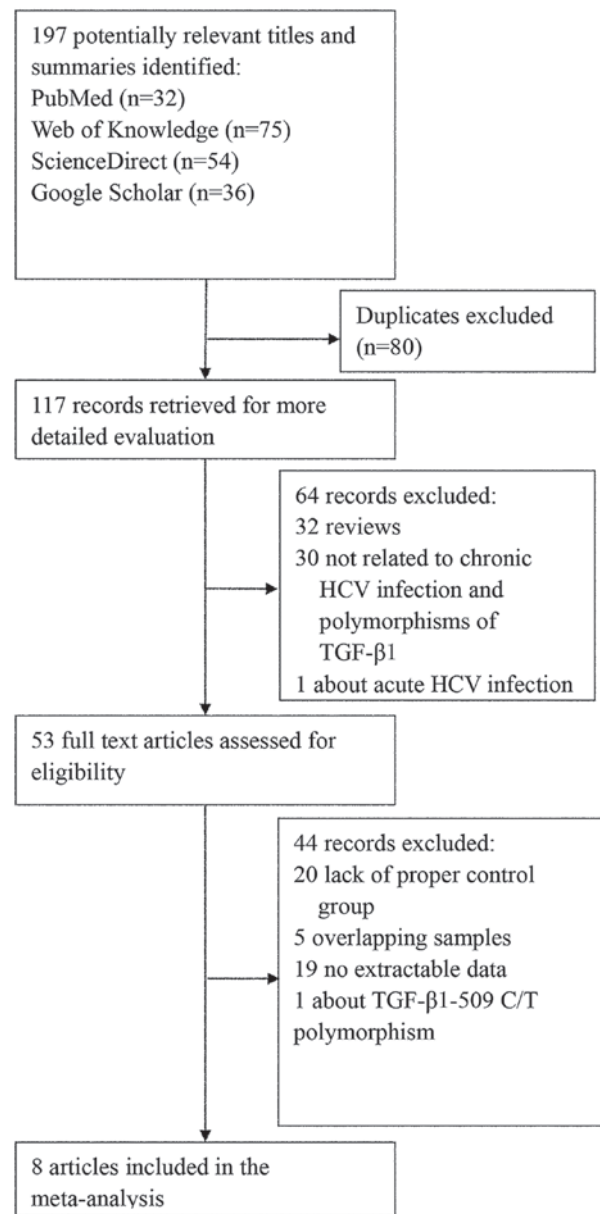 197 potentially relevant titles and
summaries identified:
PubMed (n=32)
Web of Knowledge (n=75)
ScienceDirect (n=54)
Google Scholar (n=36)
Duplicates excluded
(n=80)
117 records retrieved for more
detailed evaluation
64 records excluded:
32 reviews
30 not related to chronic
HCV infection and
polymorphisms of
TGF-β1
1 about acute HCV infection
53 full text articles assessed for
eligibility
44 records excluded:
20 lack of proper control
group
5 overlapping samples
19 no extractable data
1 about TGF-β1-509 C/T
polymorphism
8 articles included in the
meta-analysis